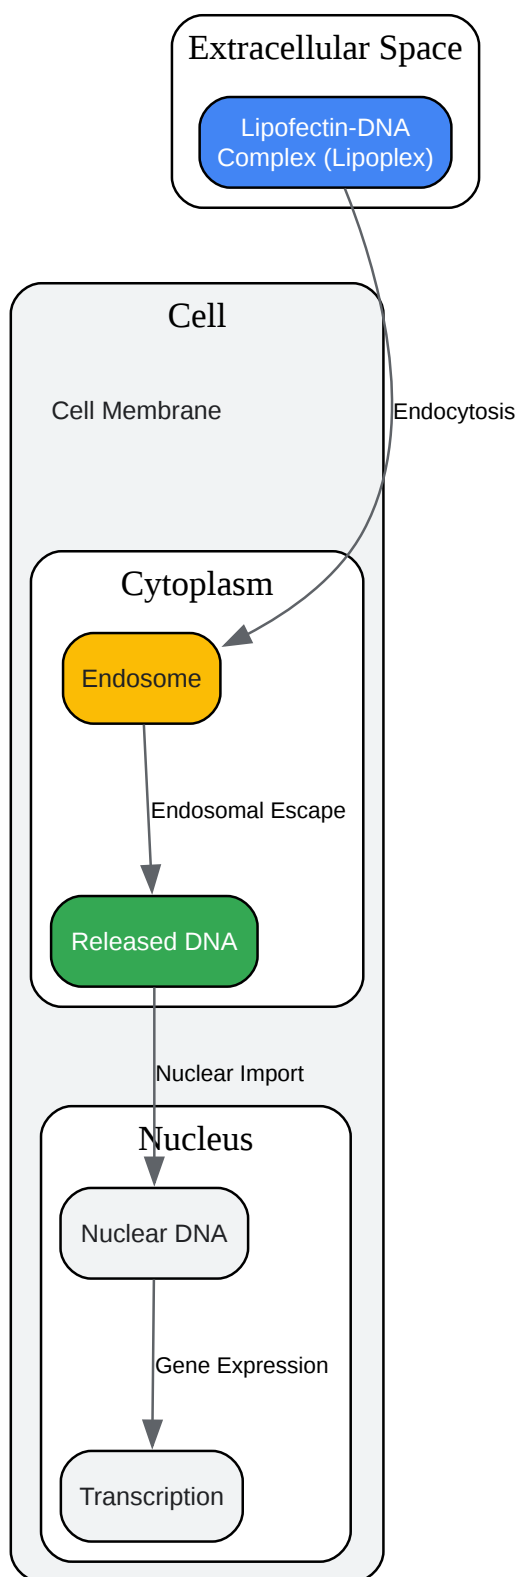 Extracellular Space
Lipofectin-DNA
Complex (Lipoplex)
Cell
Cell Membrane
Endocytosis
Cytoplasm
Endosome
Endosomal Escape
Released DNA
Nuclear Import
Nucleus
Nuclear DNA
Gene Expression
Transcription